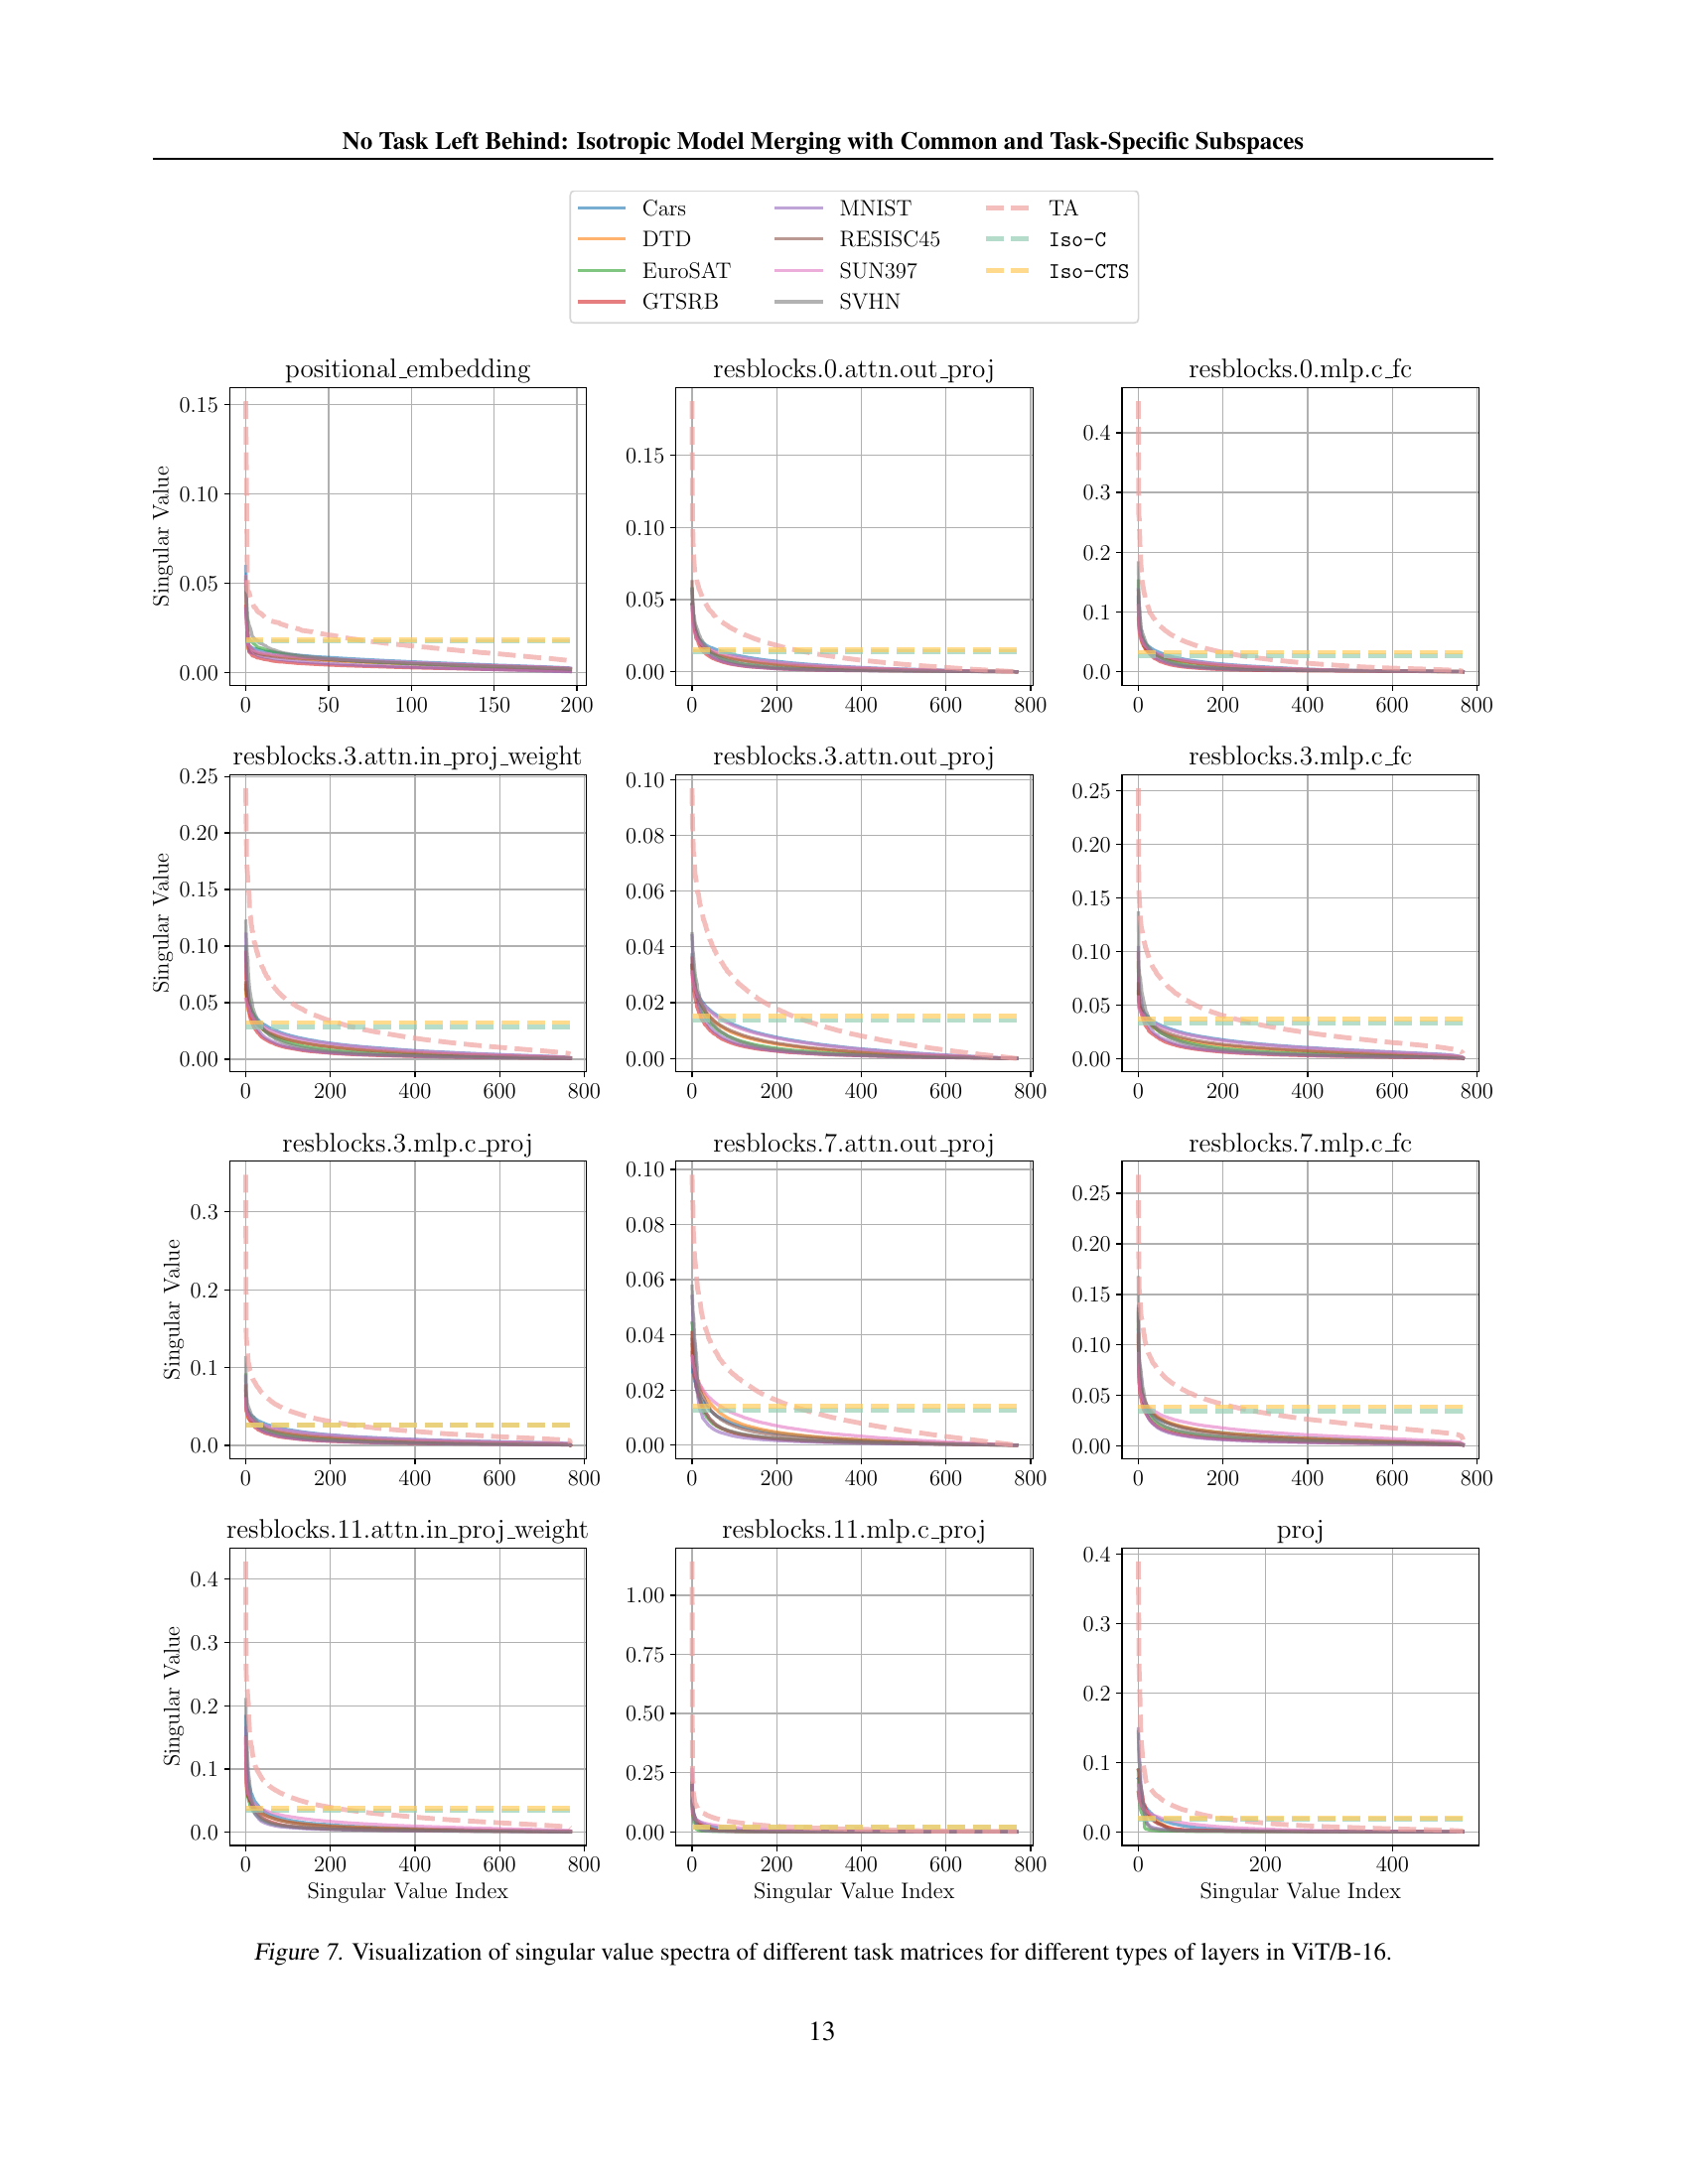 No Task Left Behind: Isotropic Model Merging with Common and Task-Specific Subspaces
Cars
DTD
EuroSAT
GTSRB
MNIST
RESISC45
SUN397
SVHN
TA
Iso-C
Iso-CTS
positional_embedding
0.15
0.10
0.05
0.00
Singular Value
0 50 100 150 200
resblocks.0.attn.out_proj
0.15
0.10
0.05
0.00
0 200 400 600 800
resblocks.0.mlp.c_fc
0.4
0.3
0.2
0.1
0.0
0 200 400 600 800
resblocks.3.attn.in_proj_weight
0.25
0.20
0.15
0.10
0.05
0.00
Singular Value
0 200 400 600 800
resblocks.3.attn.out_proj
0.10
0.08
0.06
0.04
0.02
0.00
0 200 400 600 800
resblocks.3.mlp.c_fc
0.25
0.20
0.15
0.10
0.05
0.00
0 200 400 600 800
resblocks.3.mlp.c_proj
0.3
0.2
0.1
0.0
Singular Value
0 200 400 600 800
resblocks.7.attn.out_proj
0.10
0.08
0.06
0.04
0.02
0.00
0 200 400 600 800
resblocks.7.mlp.c_fc
0.25
0.20
0.15
0.10
0.05
0.00
0 200 400 600 800
resblocks.11.attn.in_proj_weight
0.4
0.3
0.2
0.1
0.0
Singular Value
0 200 400 600 800
Singular Value Index
resblocks.11.mlp.c_proj
1.00
0.75
0.50
0.25
0.00
0 200 400 600 800
Singular Value Index
proj
0.4
0.3
0.2
0.1
0.0
0 200 400
Singular Value Index
Figure 7. Visualization of singular value spectra of different task matrices for different types of layers in ViT/B-16.
13